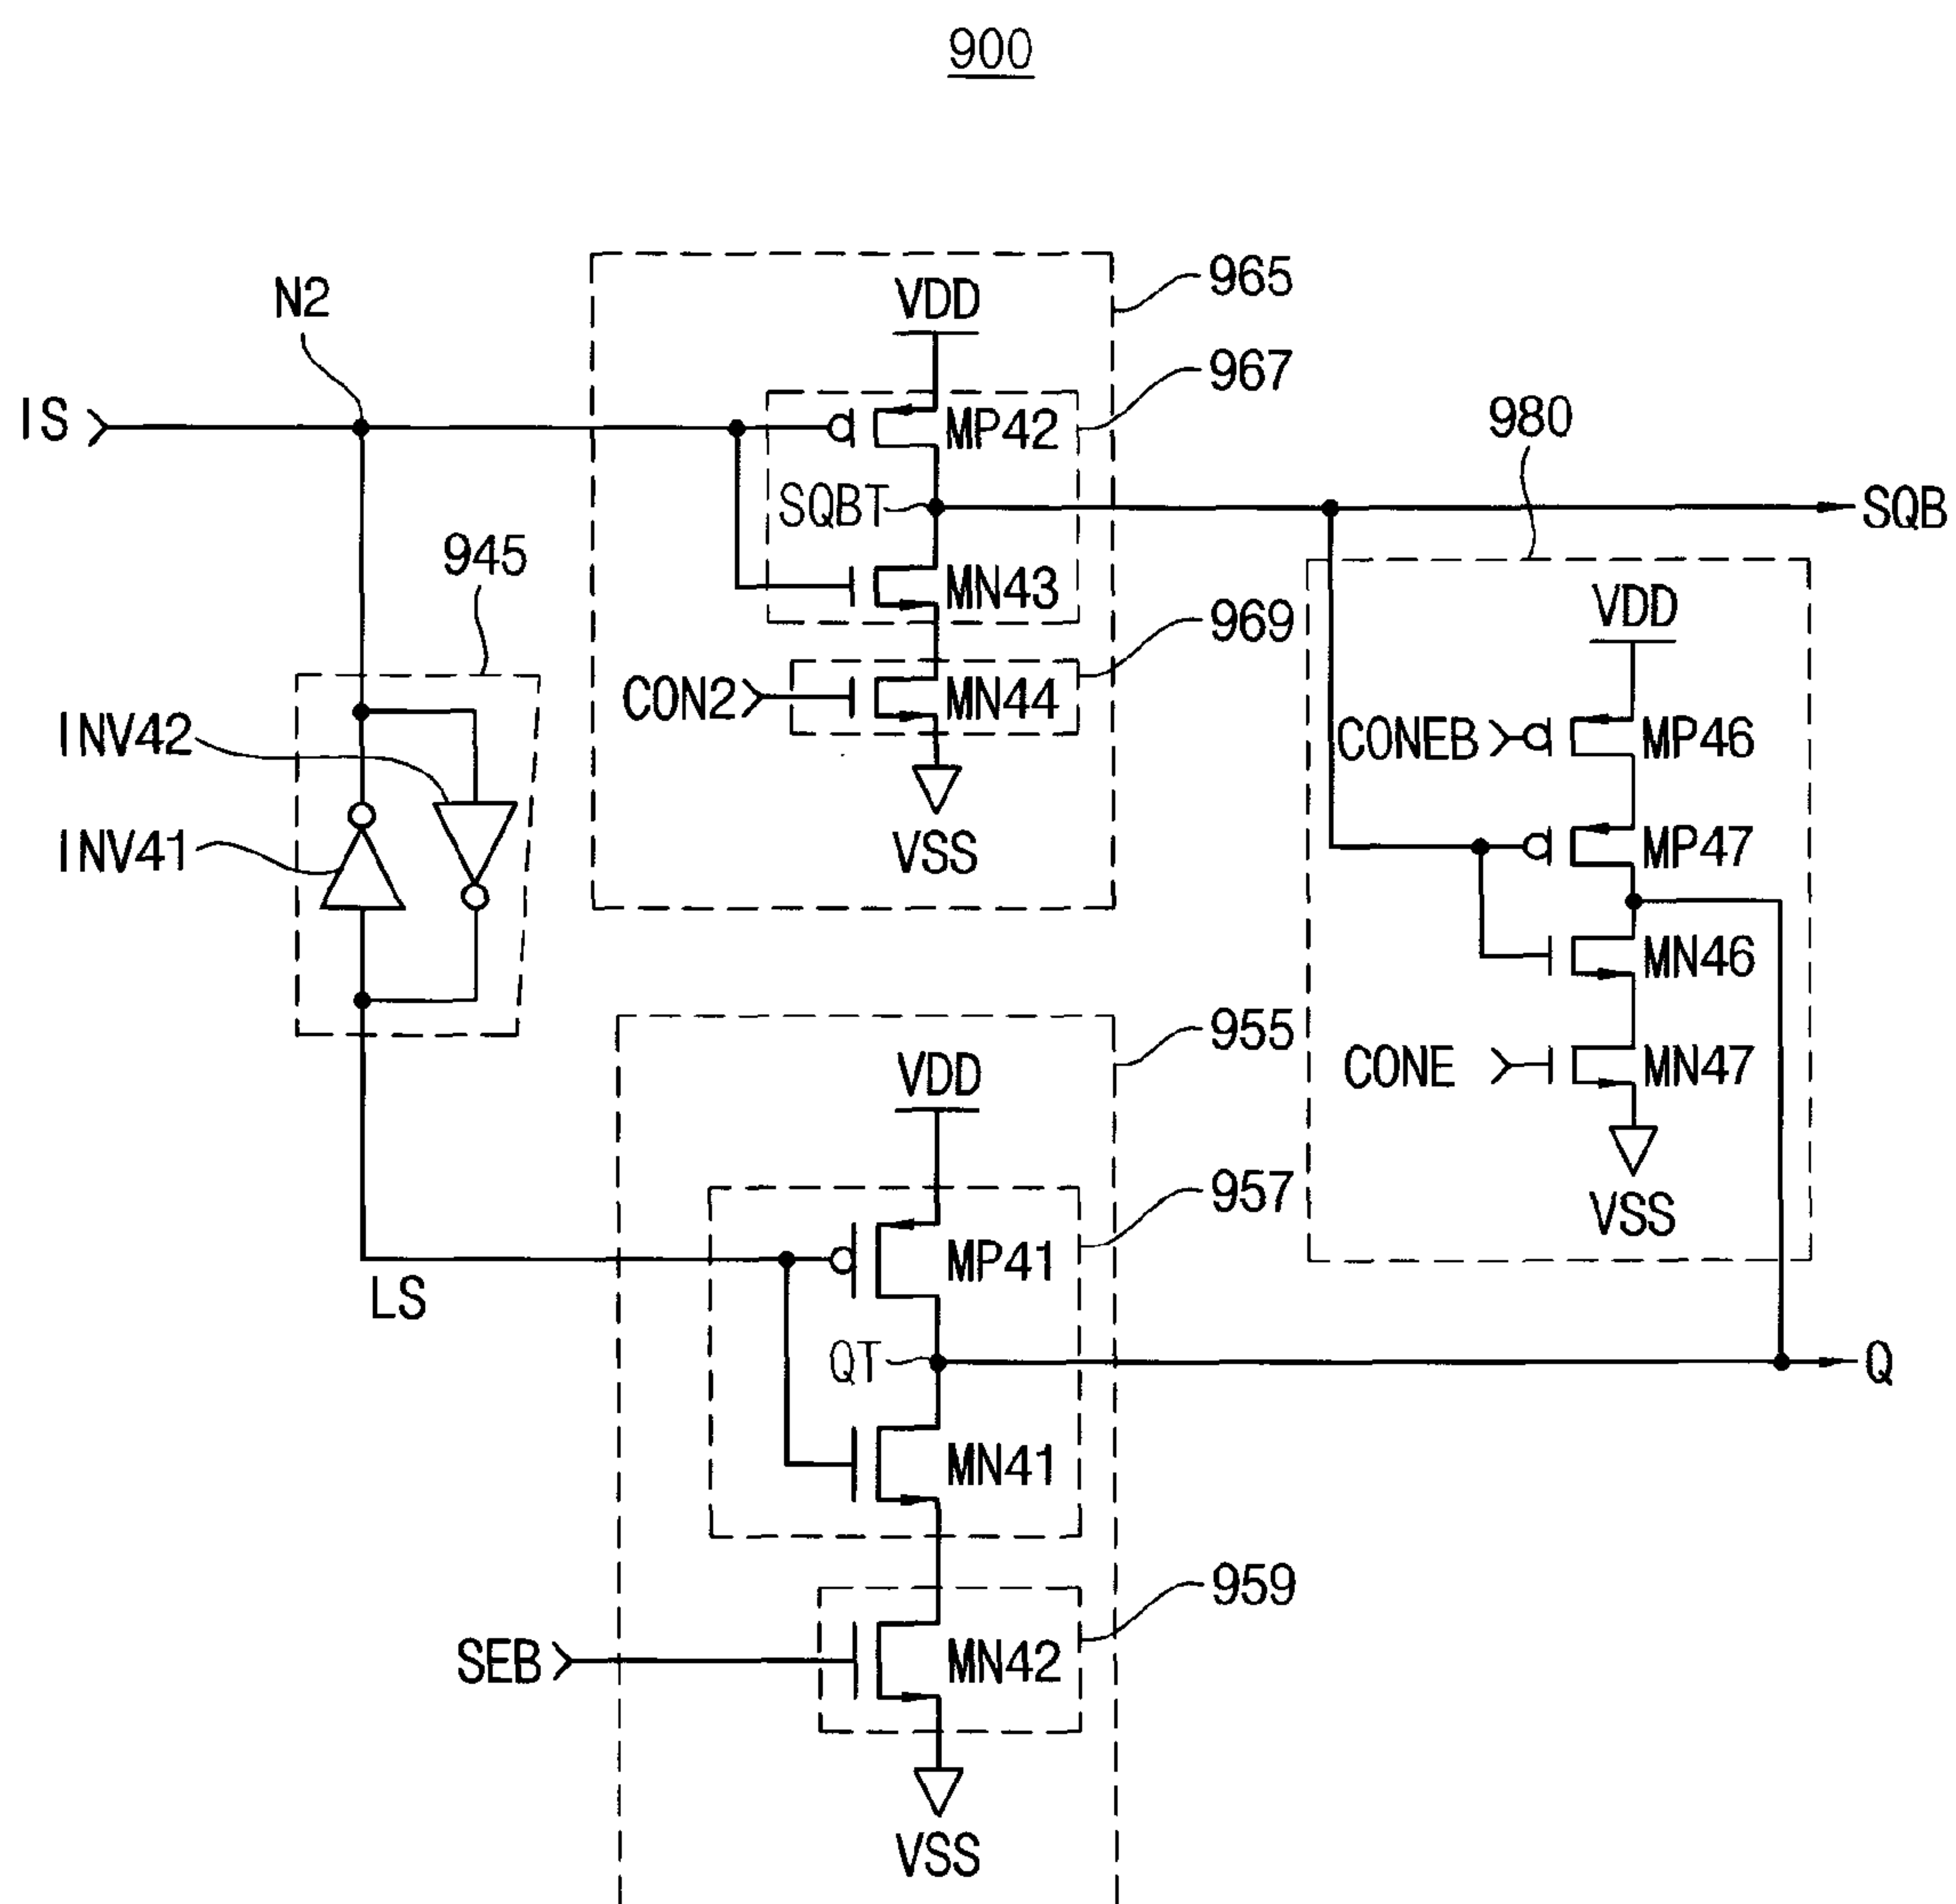 900
965
VDD
N2
967
IS
MP42
980
SQBT
SQB
945
MN43
VDD
969
CON2
MN44
INV42
CONEB
MP46
INV41
VSS
MP47
MN46
955
VDD
CONE
MN47
957
VSS
MP41
LS
QT
Q
MN41
959
SEB
MN42
VSS